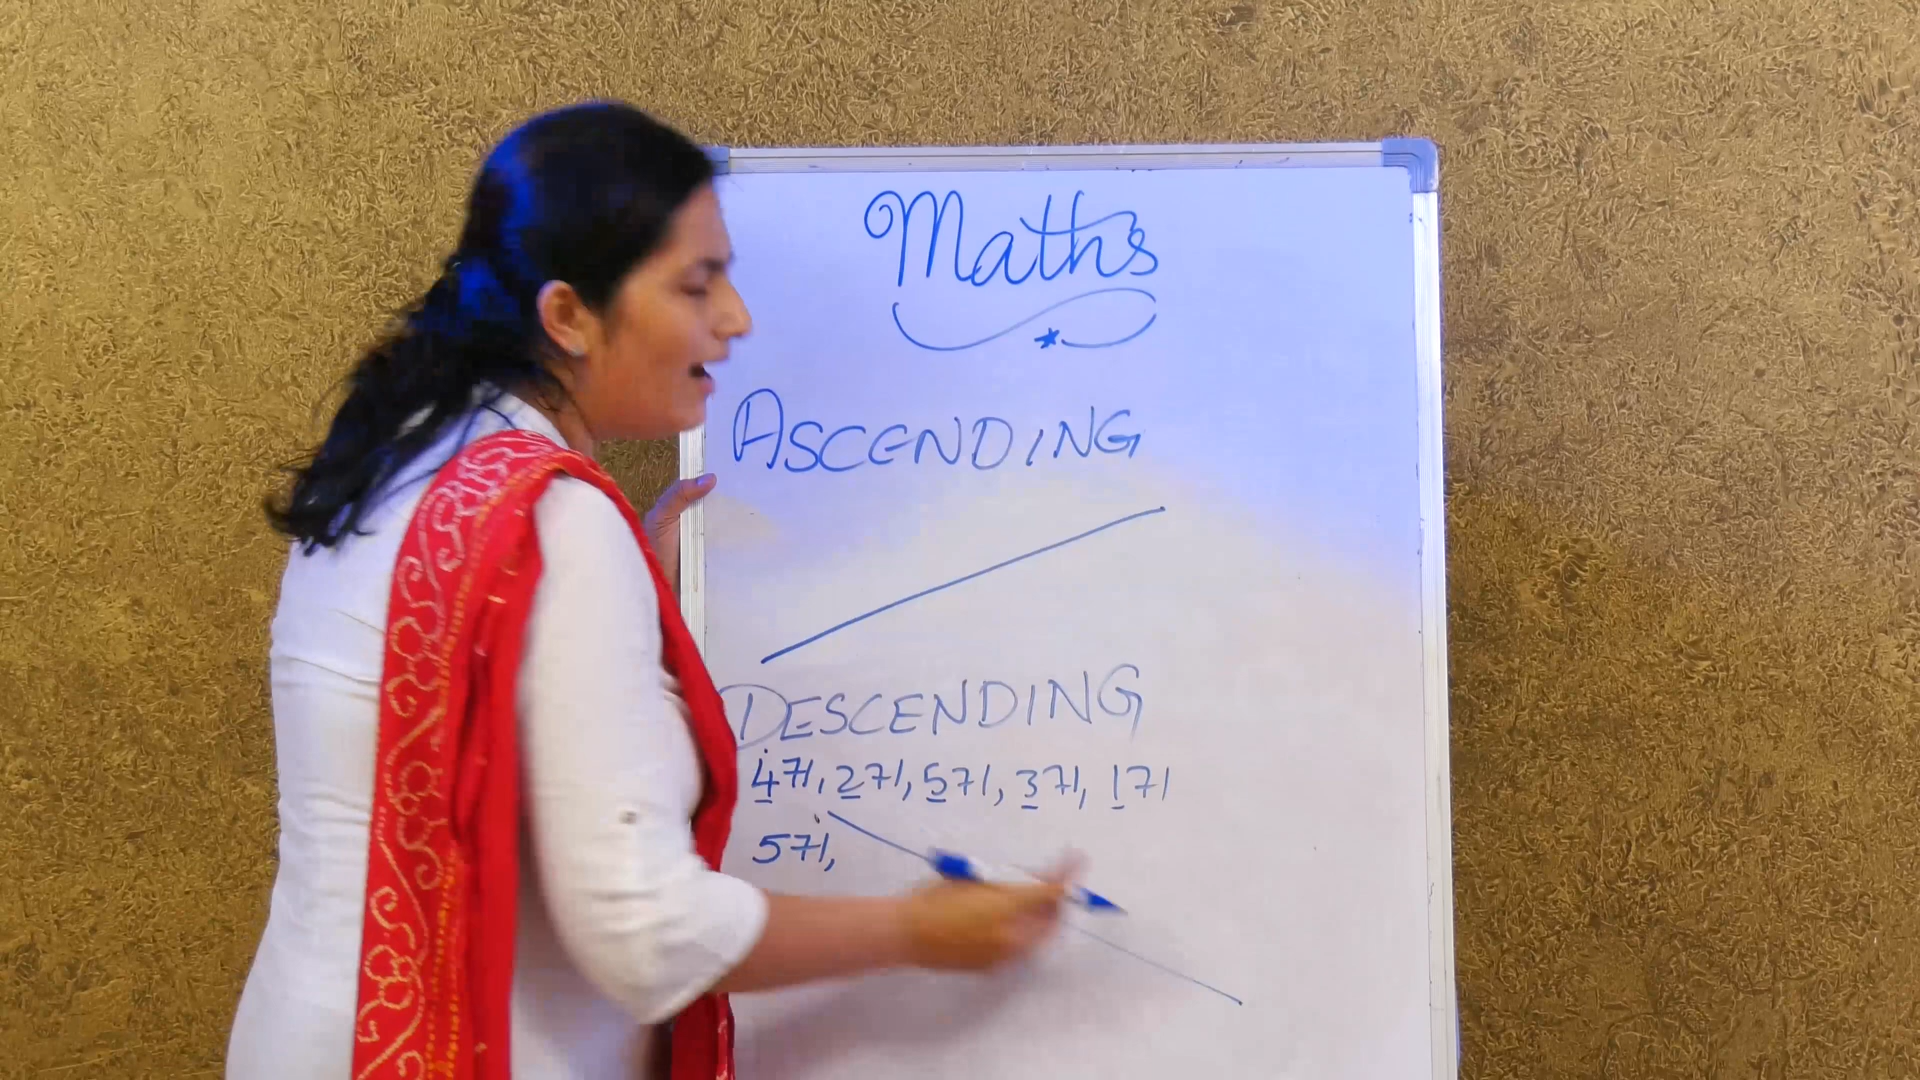 Maths
ASCENDING
DESCENDING
471, 271, 571, 371, 171
571,